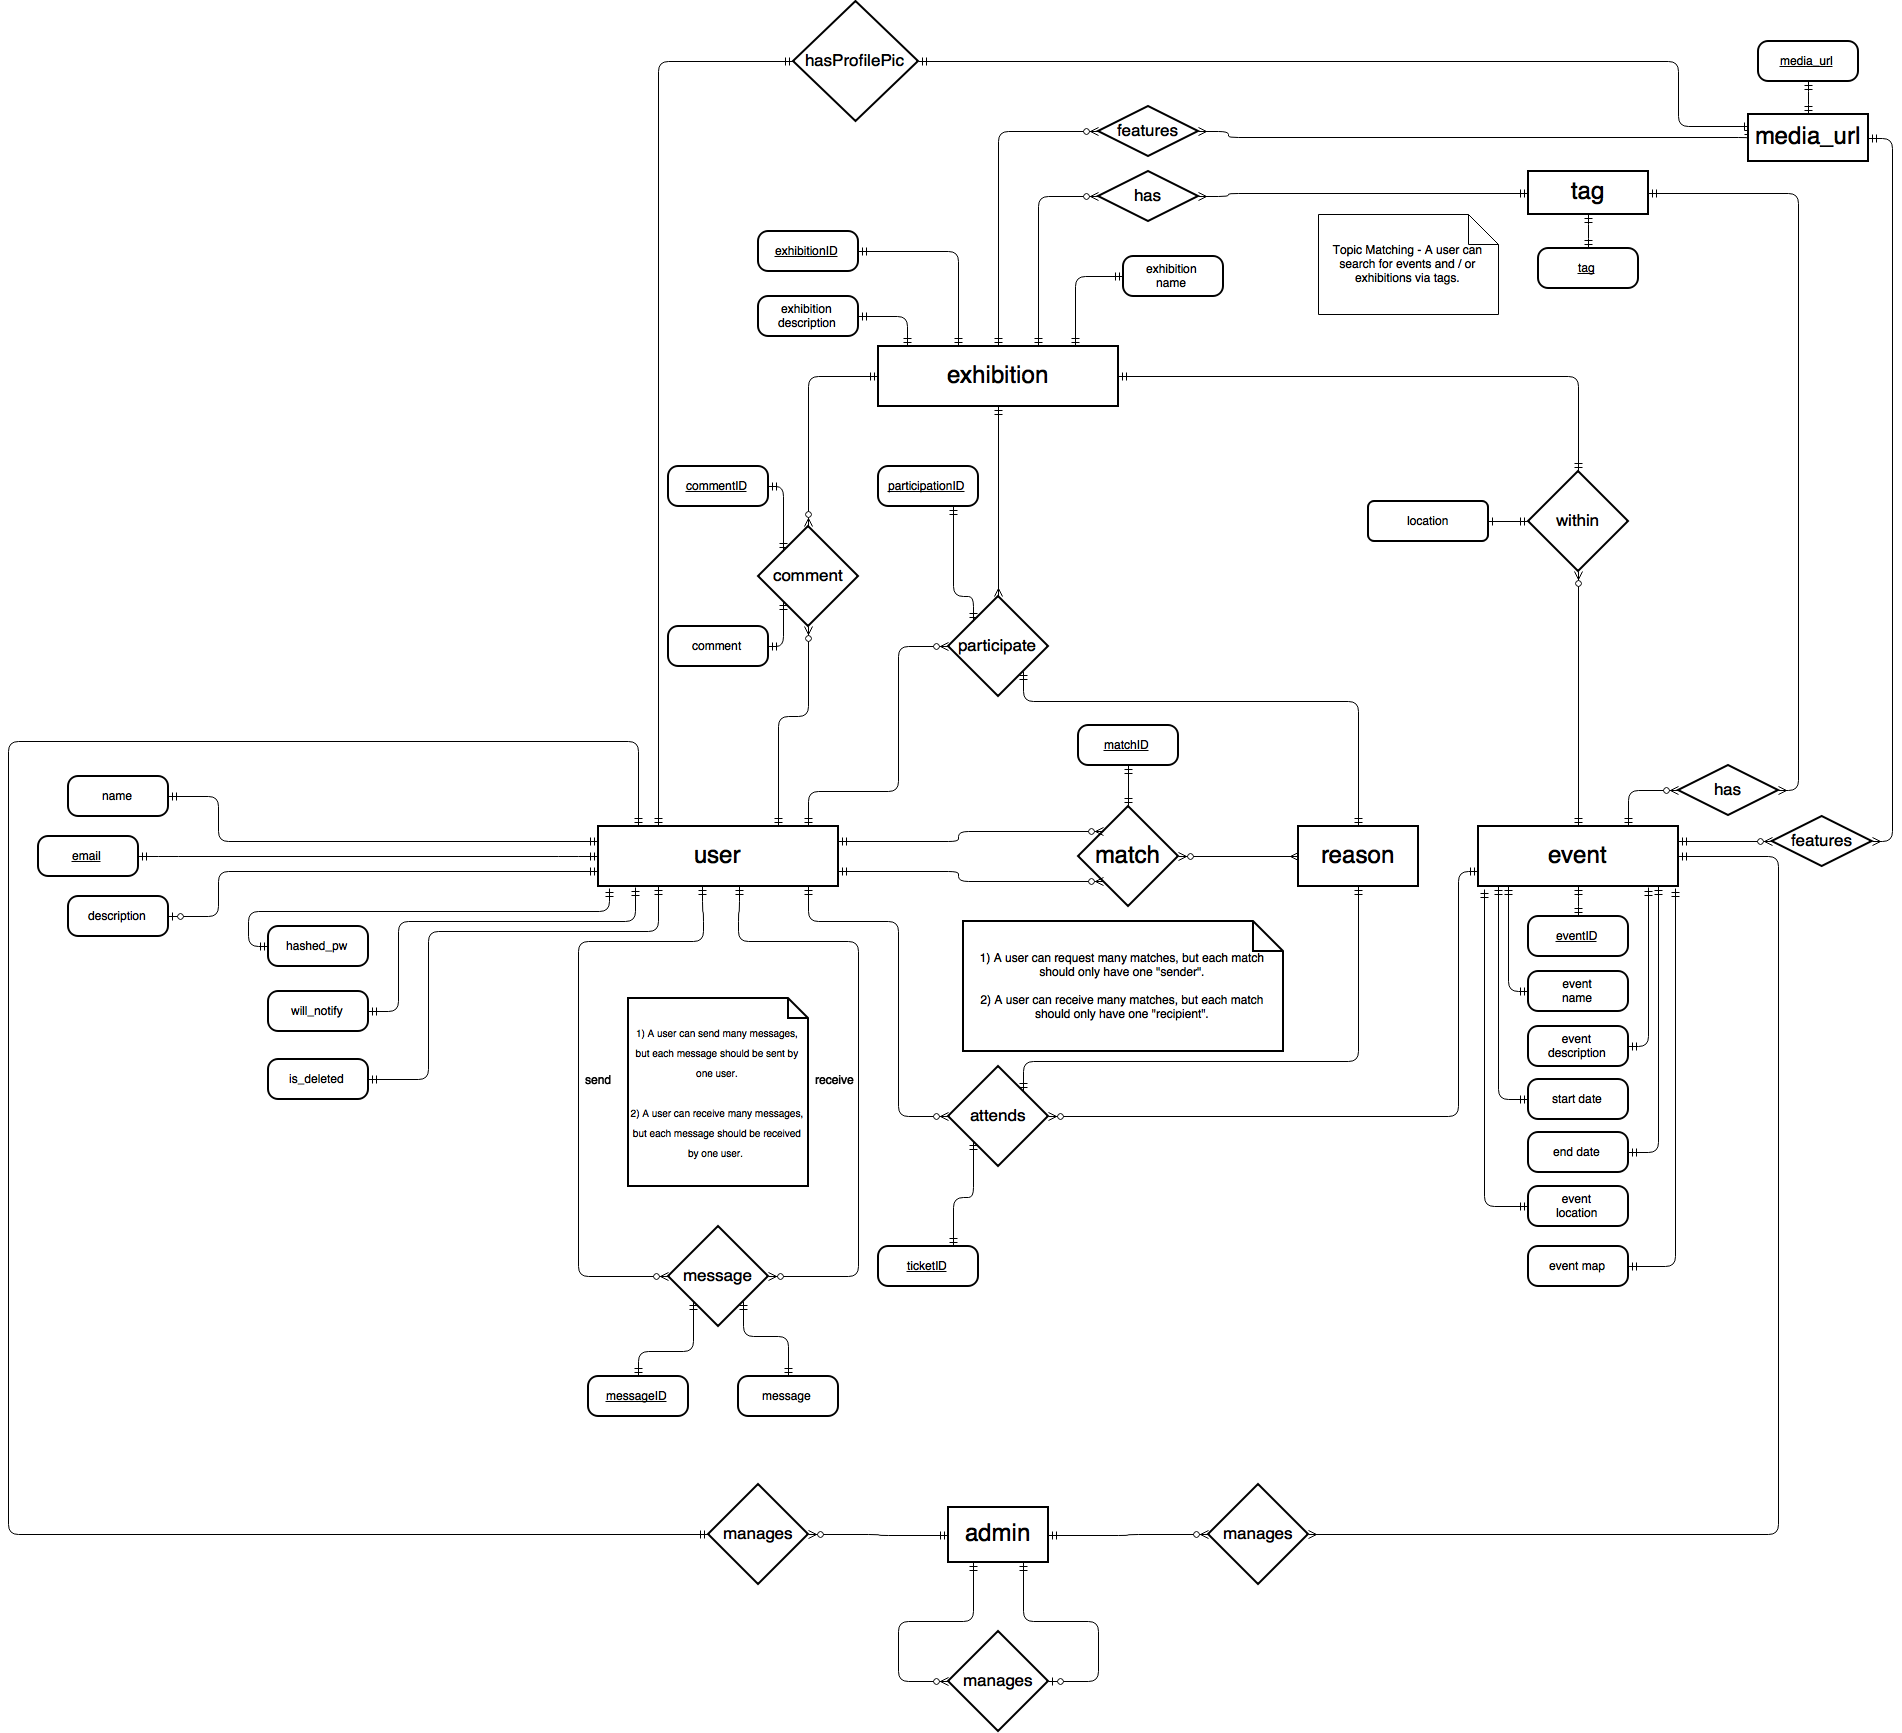 hasProfilePic
media_url
features
media_url
has
tag
exhibitionID
exhibition
name
Topic Matching - A user can
search for events and / or
exhibitions via tags.
tag
exhibition
description
exhibition
commentID
participationID
location
within
comment
comment
participate
matchID
name
has
email
user
match
reason
event
features
description
hashed_pw
eventID
1) A user can request many matches, but each match
should only have one "sender".
2) A user can receive many matches, but each match
should only have one "recipient".
event
name
will_notify
1) A user can send many messages,
but each message should be sent by
one user.
2) A user can receive many messages,
but each message should be received
by one user.
event
description
is_deleted
send
receive
start date
attends
end date
event
location
ticketID
event map
message
messageID
message
manages
admin
manages
manages